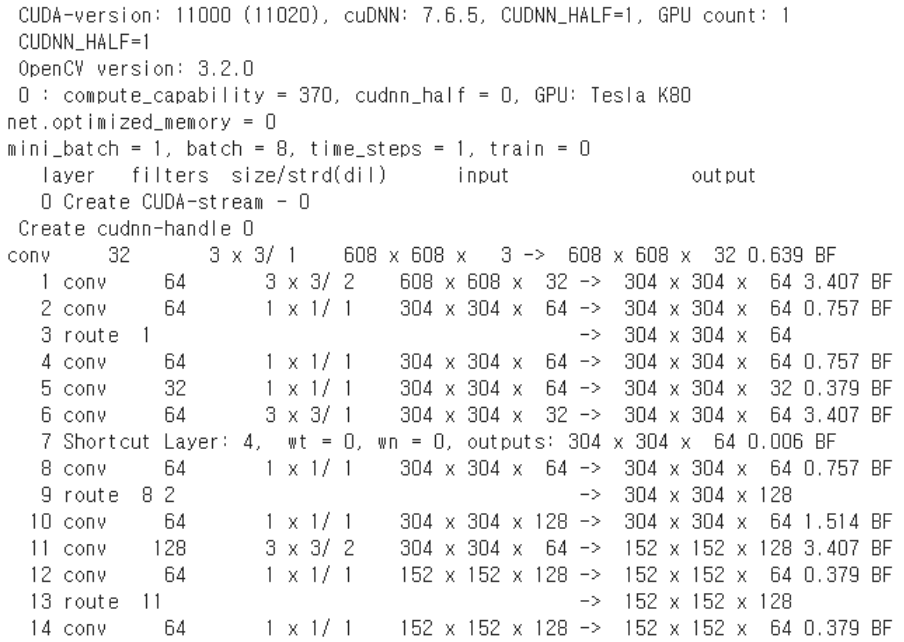 CUDA-version: 11000 (11020), cuDNN: 7.6.5, CUDNN_HALF=1, GPU count: 1
CUDNN_HALF=1
OpenCV version: 3.2.0
0 : compute_capability = 370, cudnn_half = 0, GPU: Tesla K80
net.optimized_memory = 0
mini_batch = 1, batch = 8, time_steps = 1, train = 0
layer filters size/strd(dil) input output
0 Create CUDA-stream - 0
Create cudnn-handle 0
conv 32 3 x 3/ 1 608 x 608 x 3 -> 608 x 608 x 32 0.639 BF
1 conv 64 3 x 3/ 2 608 x 608 x 32 -> 304 x 304 x 64 3.407 BF
2 conv 64 1 x 1/ 1 304 x 304 x 64 -> 304 x 304 x 64 0.757 BF
3 route 1 -> 304 x 304 x 64
4 conv 64 1 x 1/ 1 304 x 304 x 64 -> 304 x 304 x 64 0.757 BF
5 conv 32 1 x 1/ 1 304 x 304 x 64 -> 304 x 304 x 32 0.379 BF
6 conv 64 3 x 3/ 1 304 x 304 x 32 -> 304 x 304 x 64 3.407 BF
7 Shortcut Layer: 4, wt = 0, wn = 0, outputs: 304 x 304 x 64 0.006 BF
8 conv 64 1 x 1/ 1 304 x 304 x 64 -> 304 x 304 x 64 0.757 BF
9 route 8 2 -> 304 x 304 x 128
10 conv 64 1 x 1/ 1 304 x 304 x 128 -> 304 x 304 x 64 1.514 BF
11 conv 128 3 x 3/ 2 304 x 304 x 64 -> 152 x 152 x 128 3.407 BF
12 conv 64 1 x 1/ 1 152 x 152 x 128 -> 152 x 152 x 64 0.379 BF
13 route 11 -> 152 x 152 x 128
14 conv 64 1 x 1/ 1 152 x 152 x 128 -> 152 x 152 x 64 0.379 BF